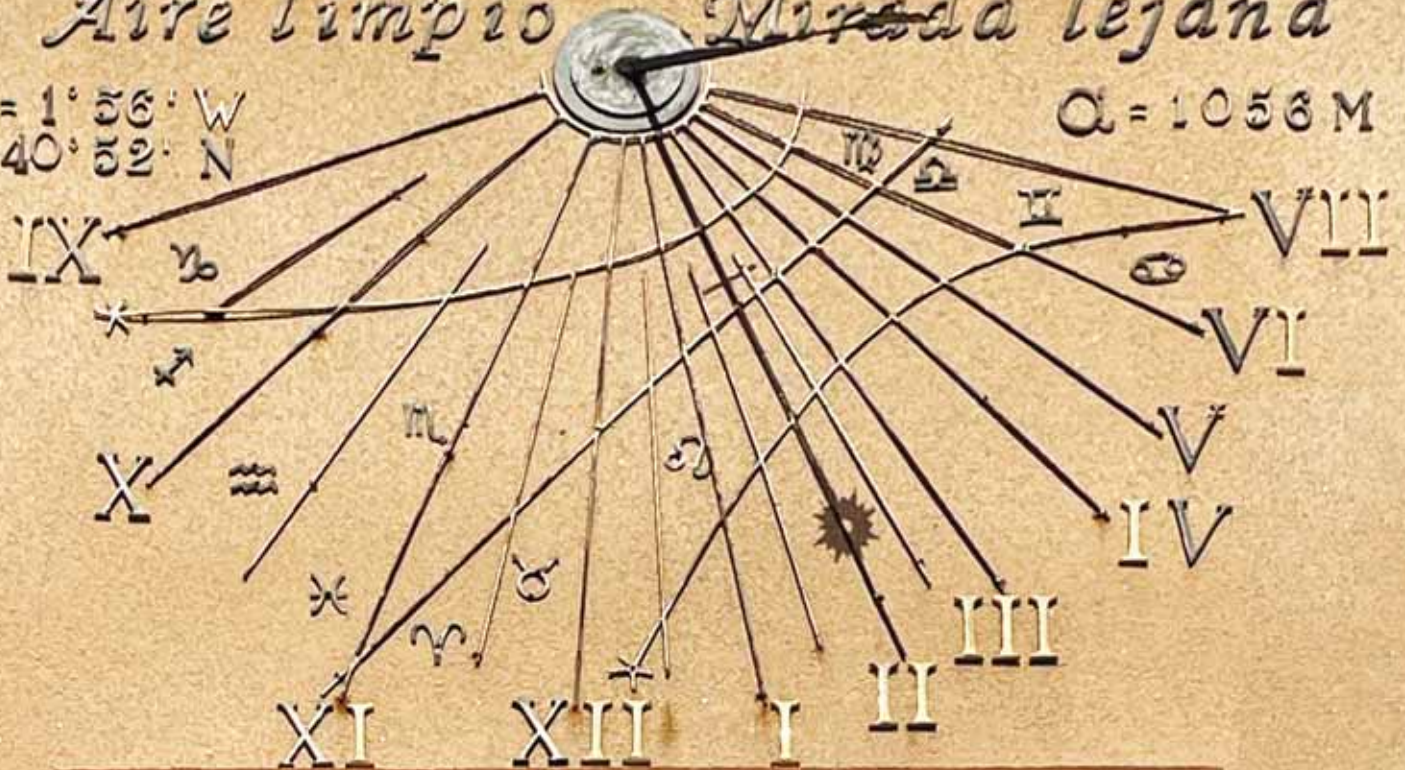 Aire limpio Mirada lejana
= 1° 56' W
a = 1056 M
40° 52' N
IX
VII
VI
X
V
IV
III
II
XI
XII
I